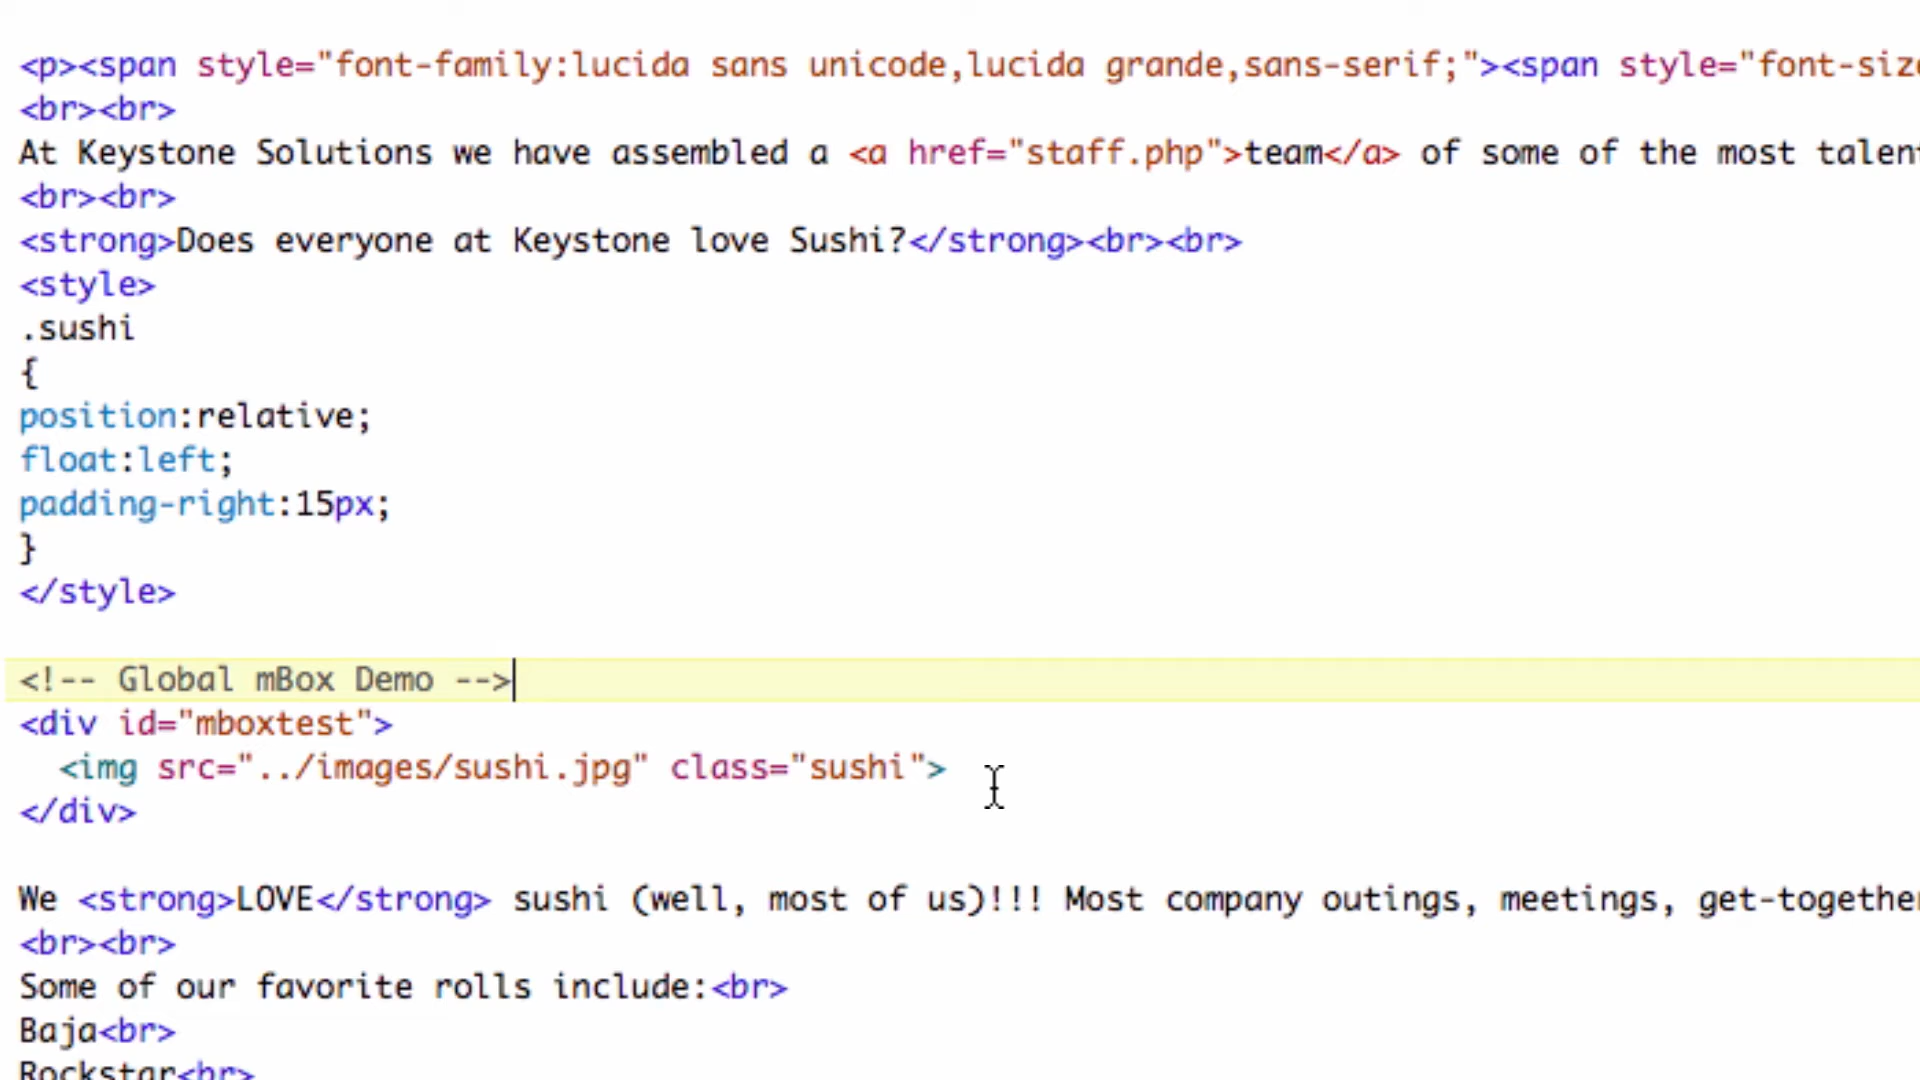 <p><span style="font-family:lucida sans unicode,lucida grande,sans-serif;"><span style="font-siz
<br><br>
At Keystone Solutions we have assembled a <a href="staff.php">team</a> of some of the most talen
<br><br>
<strong>Does everyone at Keystone love Sushi?</strong><br><br>
<style>
.sushi
{
position:relative;
float:left;
padding-right:15px;
}
</style>
<!-- Global mBox Demo -->
<div id="mboxtest">
<img src="../images/sushi.jpg" class="sushi">
</div>
We <strong>LOVE</strong> sushi (well, most of us)!!! Most company outings, meetings, get-togethe
<br><br>
Some of our favorite rolls include:<br>
Baja<br>
Rockstar<br>